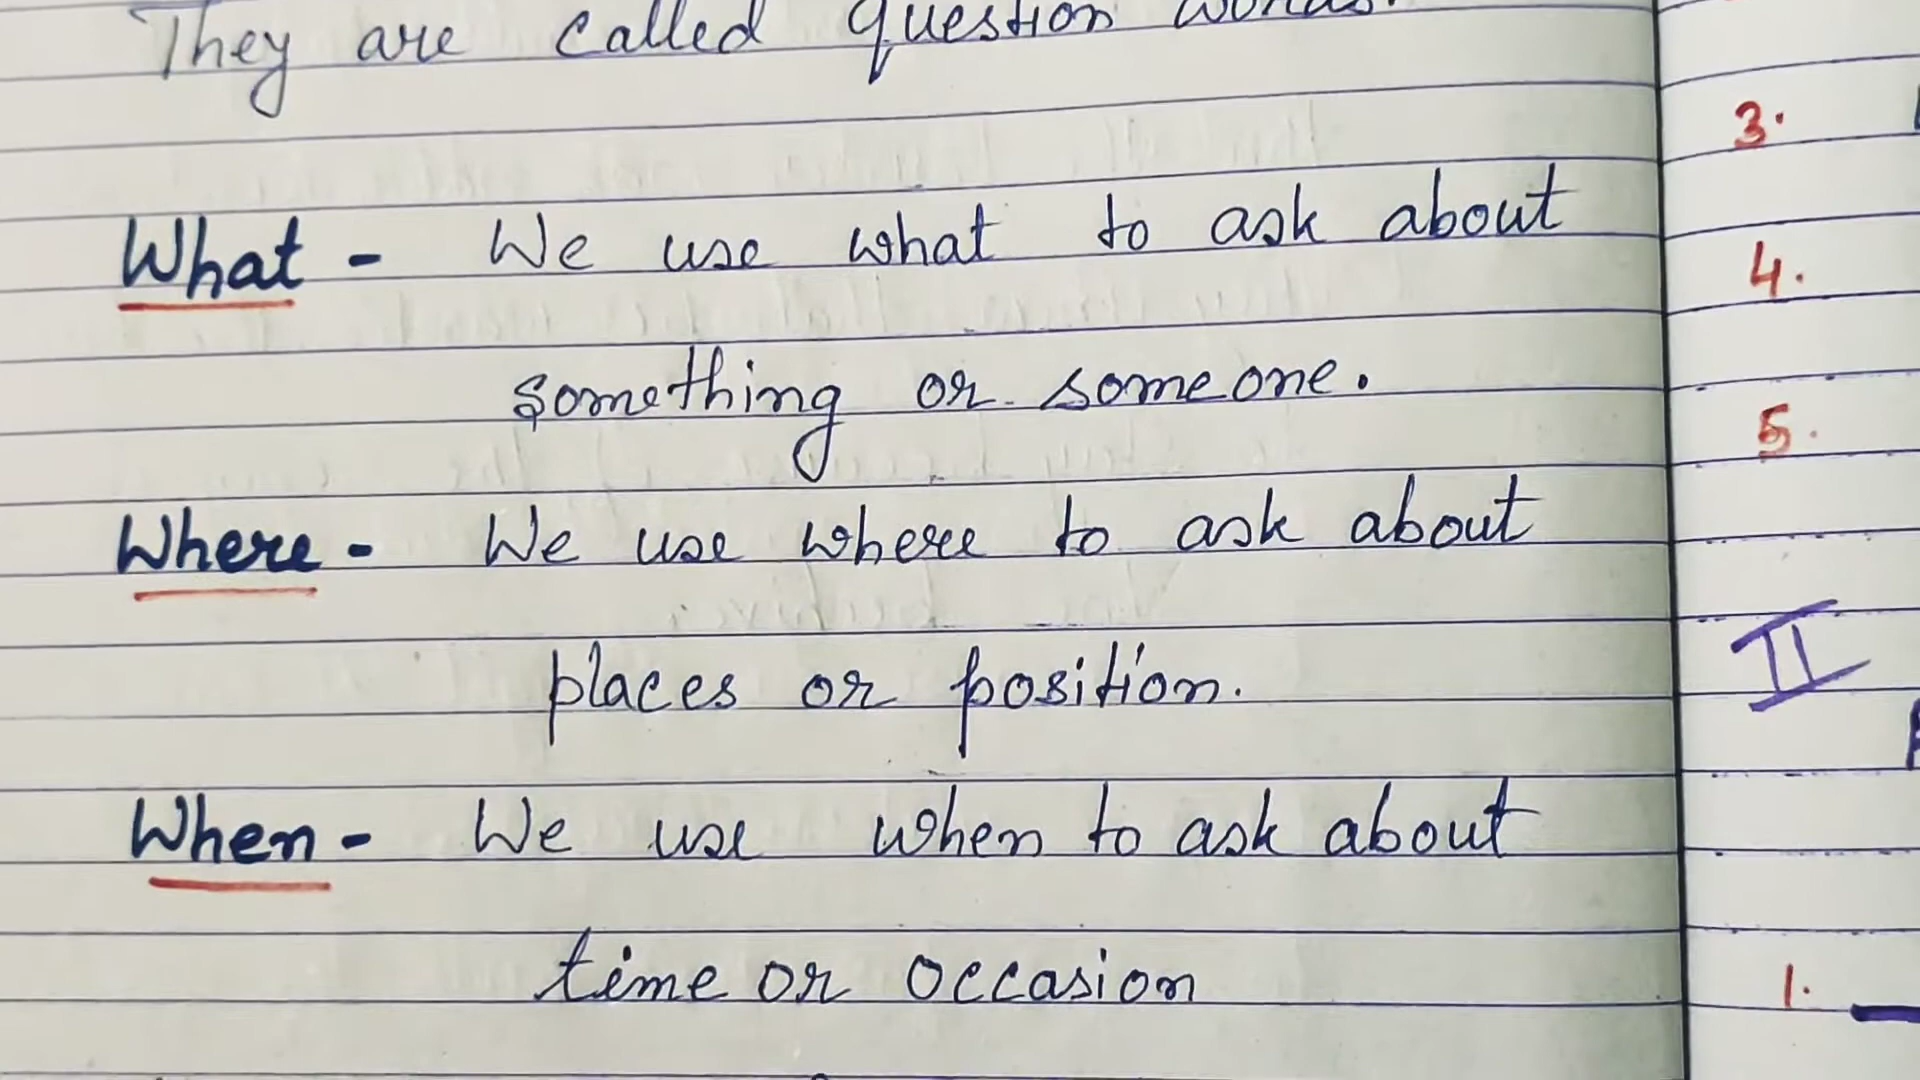 They are called question words.
What - We use what to ask about
something or someone.
Where - We use where to ask about
places or position.
When - We use when to ask about
time or occasion
3.
4.
5.
II
1.